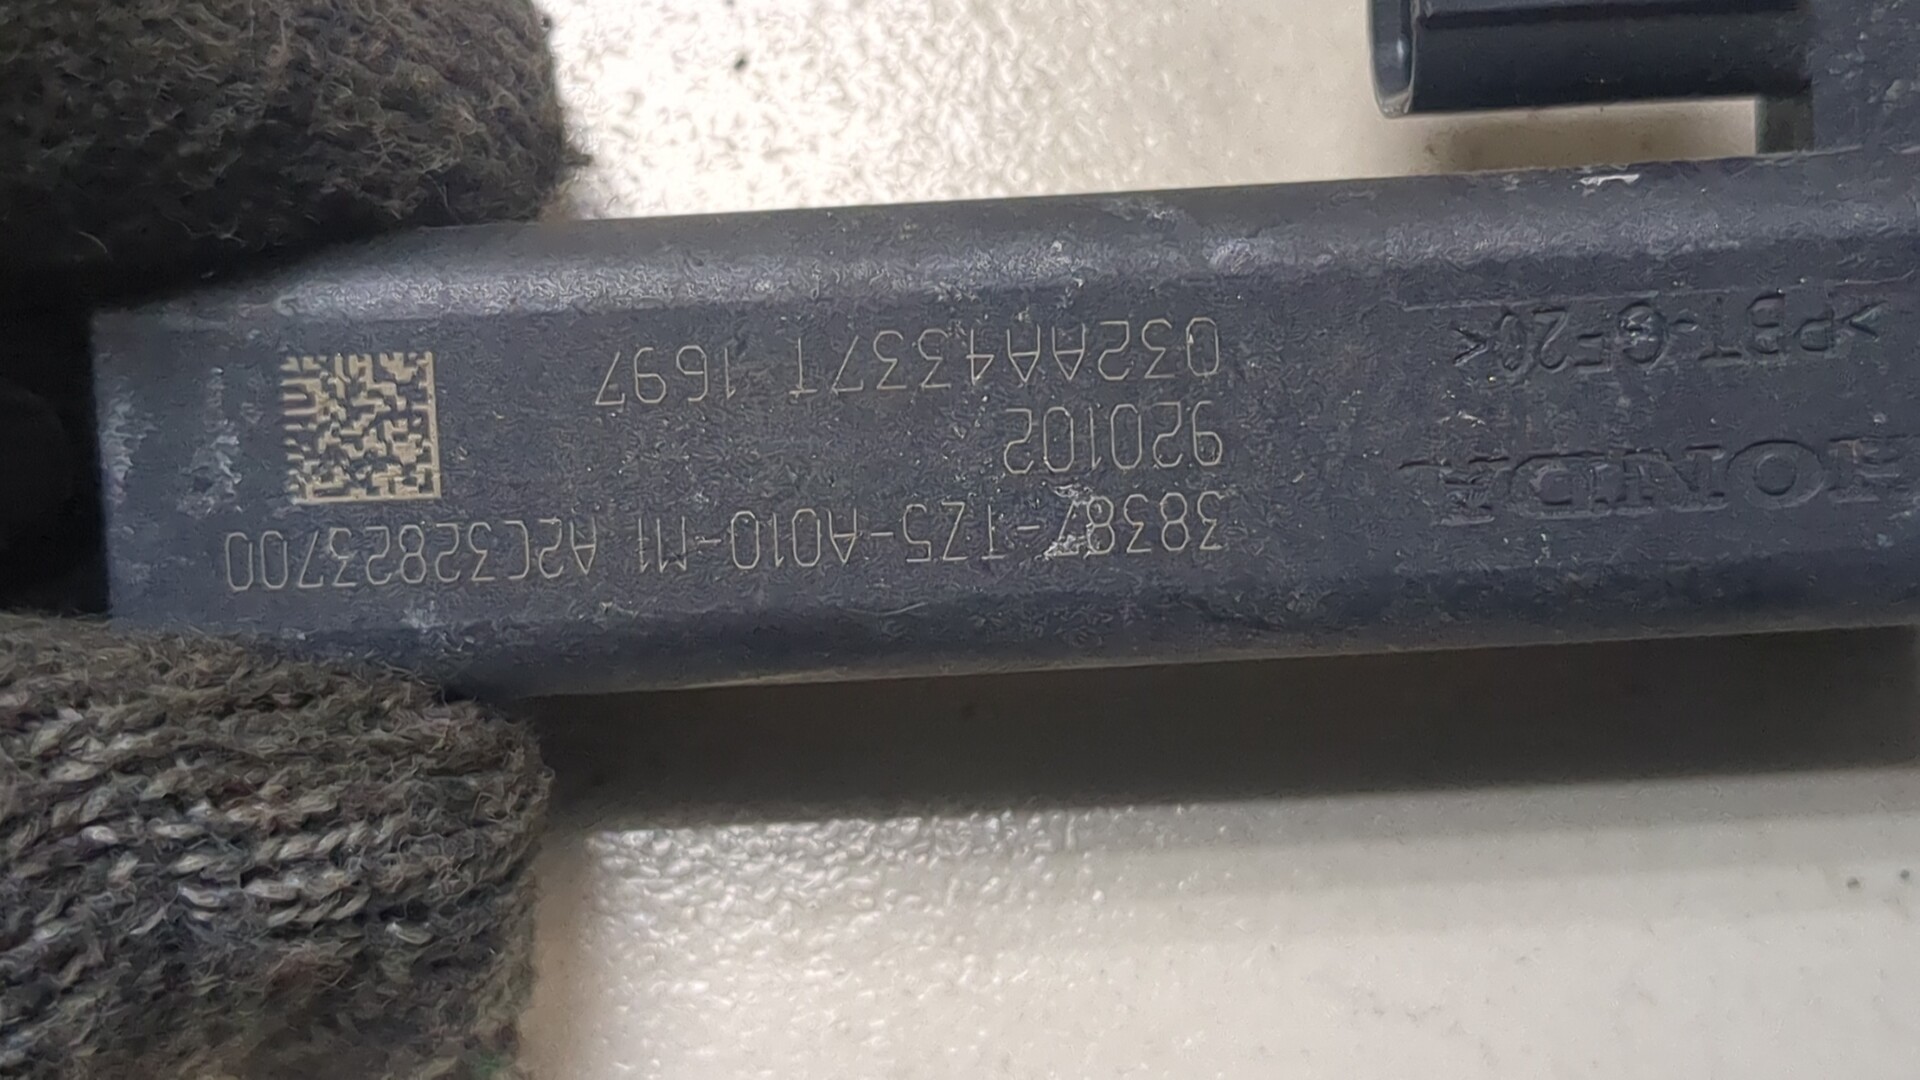 HONDA
>PBT-GF20<
38387-TZ5-A010-M1 A2C32823700
920102
032AA4337T 1697